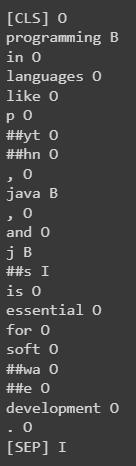 [CLS] O
programming B
in O
languages O
like O
p O
##yt O
##hn O
, O
java B
, O
and O
j B
##s I
is O
essential O
for O
soft O
##wa O
##e O
development O
. O
[SEP] I